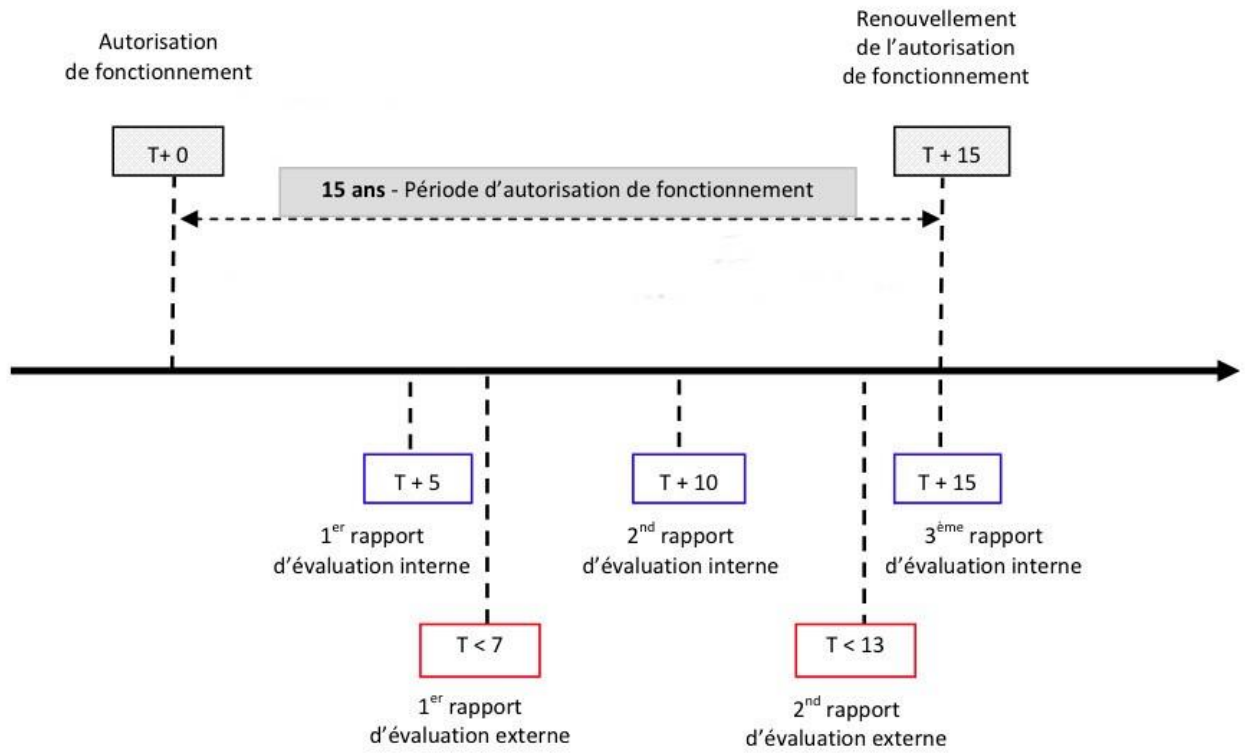 Autorisation
de fonctionnement
Renouvellement
de l’autorisation
de fonctionnement
T+ 0
T + 15
15 ans - Période d’autorisation de fonctionnement
T + 5
T + 10
T + 15
1er rapport
d’évaluation interne
2nd rapport
d’évaluation interne
3ème rapport
d’évaluation interne
T < 7
T < 13
1er rapport
d’évaluation externe
2nd rapport
d’évaluation externe